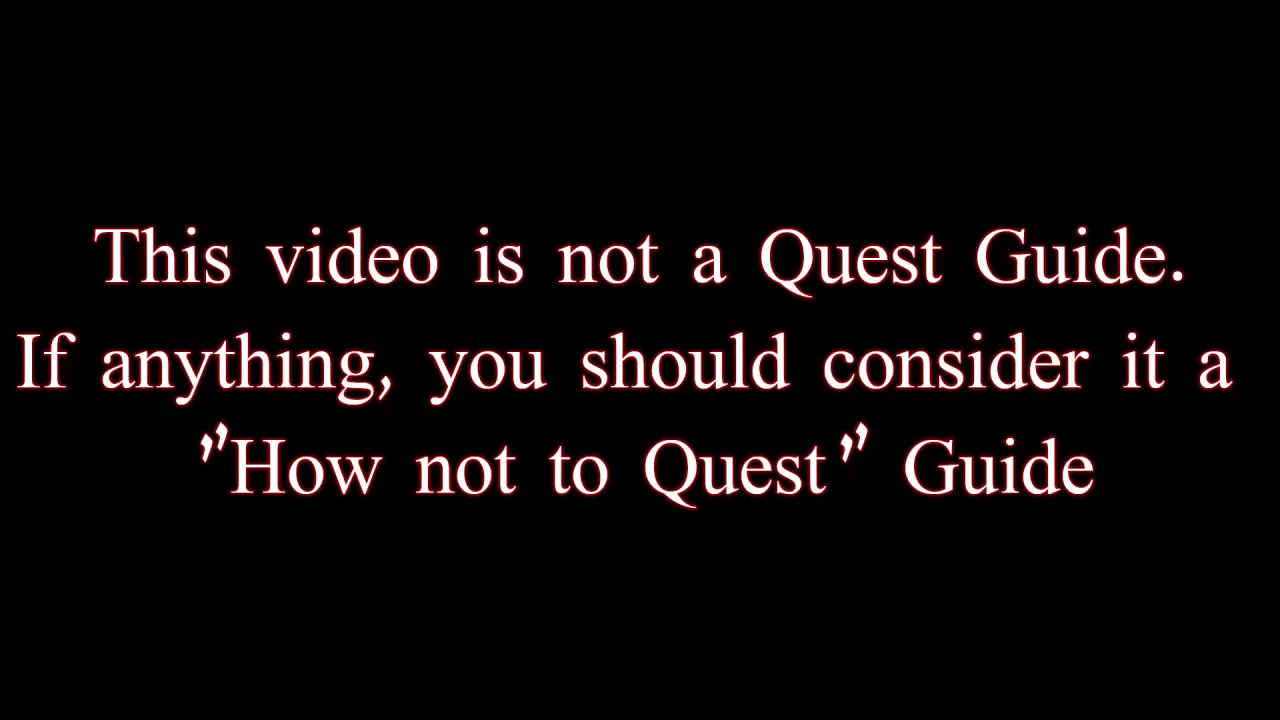 This video is not a Quest Guide.
If anything, you should consider it a
"How not to Quest" Guide